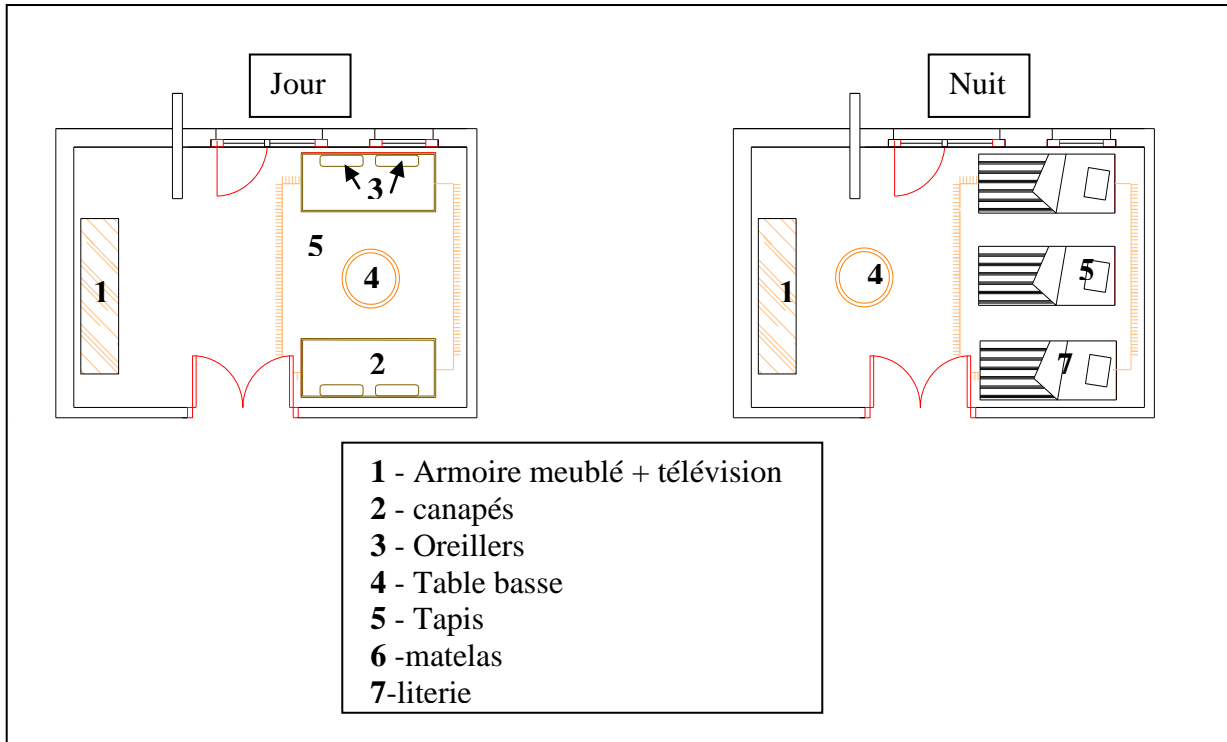 Jour
Nuit
3
5
4
1
2
4
1
5
7
1 - Armoire meublé + télévision
2 - canapés
3 - Oreillers
4 - Table basse
5 - Tapis
6 -matelas
7-literie